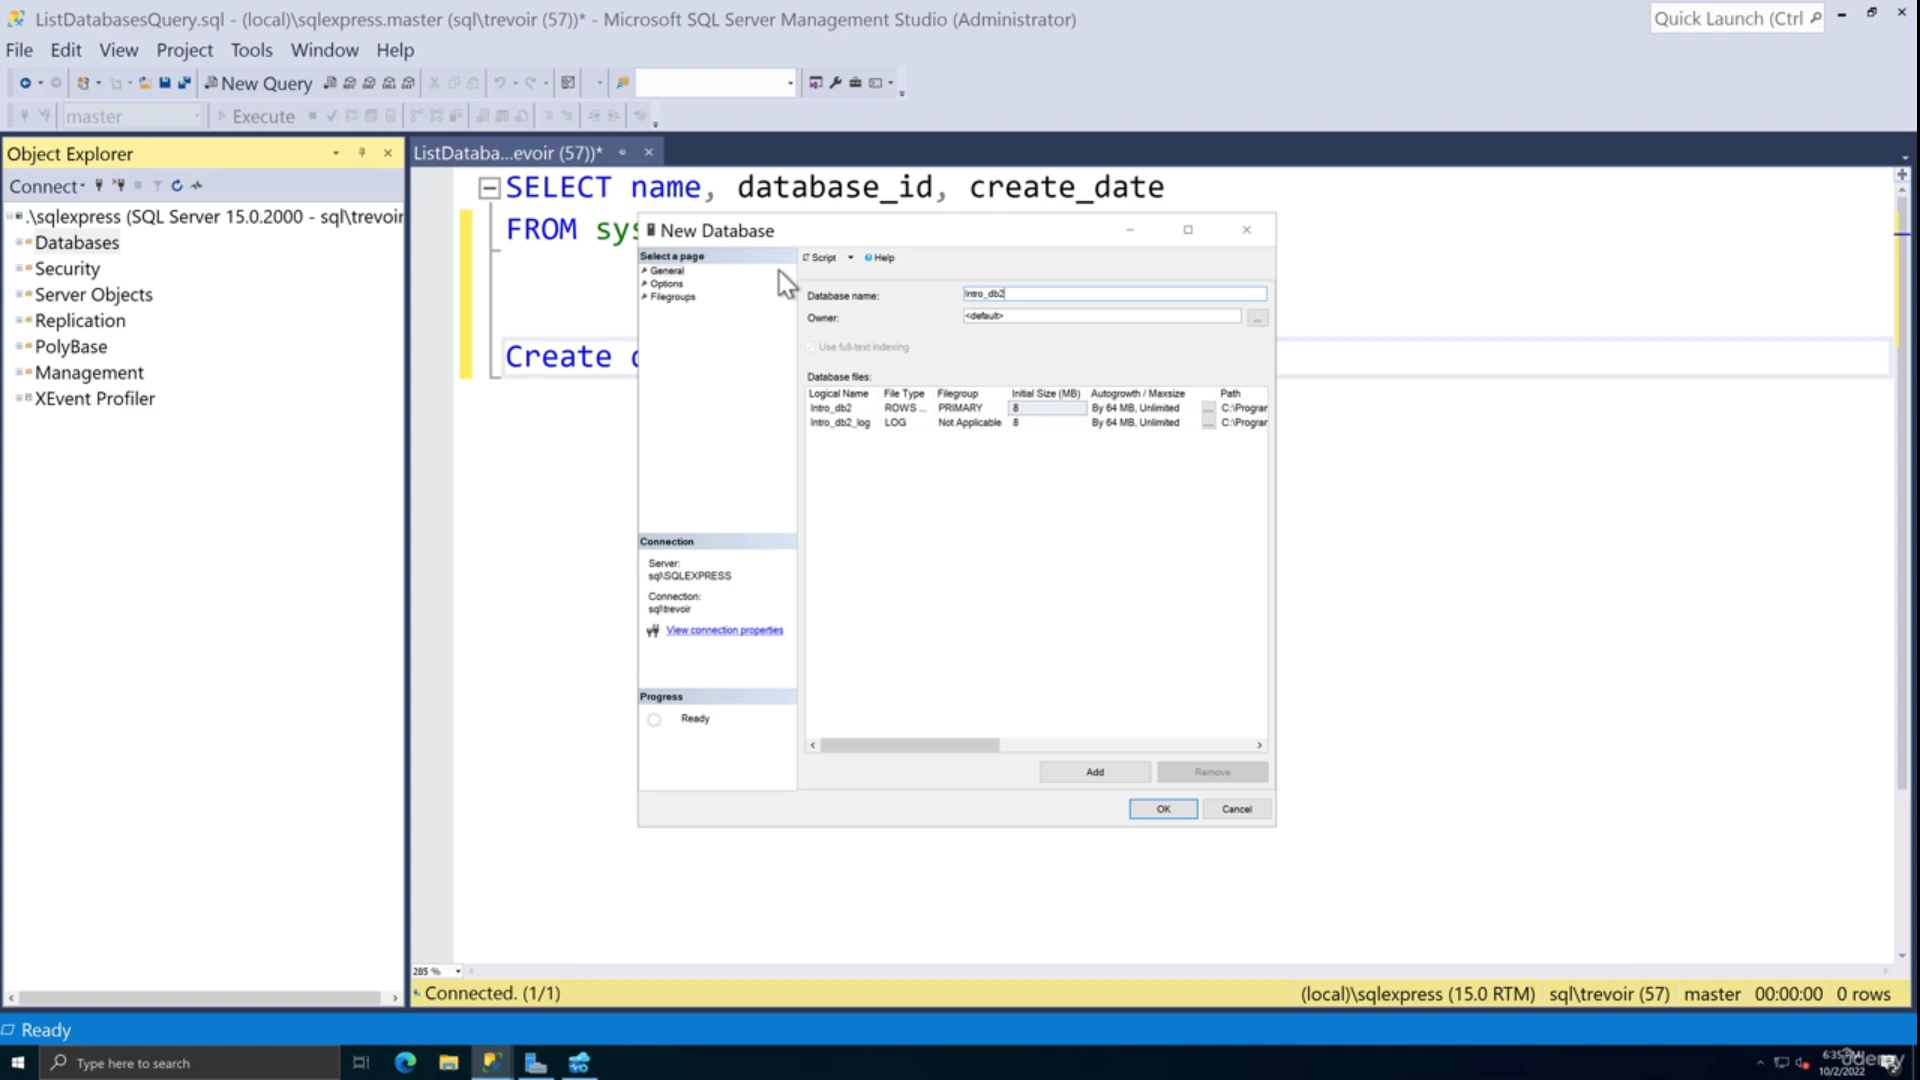 ListDatabasesQuery.sql - (local)\sqlexpress.master (sql\trevoir (57))* - Microsoft SQL Server Management Studio (Administrator)
Quick Launch (Ctrl
File Edit View Project Tools Window Help
New Query
master
Execute
Object Explorer
ListDataba...evoir (57))*
Connect
.\sqlexpress (SQL Server 15.0.2000 - sql\trevoir
Databases
Security
Server Objects
Replication
PolyBase
Management
XEvent Profiler
SELECT name, database_id, create_date
FROM sys
Create
New Database
Select a page
General
Options
Filegroups
Script Help
Database name: Intro_db2
Owner: <default> ...
Use full-text indexing
Database files:
Logical Name File Type Filegroup Initial Size (MB) Autogrowth / Maxsize Path
Intro_db2 ROWS ... PRIMARY 8 By 64 MB, Unlimited ... C:\Progran
Intro_db2_log LOG Not Applicable 8 By 64 MB, Unlimited ... C:\Progran
Connection
Server:
sql\SQLEXPRESS
Connection:
sql\trevoir
View connection properties
Progress
Ready
Add Remove
OK Cancel
285 %
Connected. (1/1)
(local)\sqlexpress (15.0 RTM) sql\trevoir (57) master 00:00:00 0 rows
Ready
Type here to search
6:35 PM
10/2/2022
Udemy